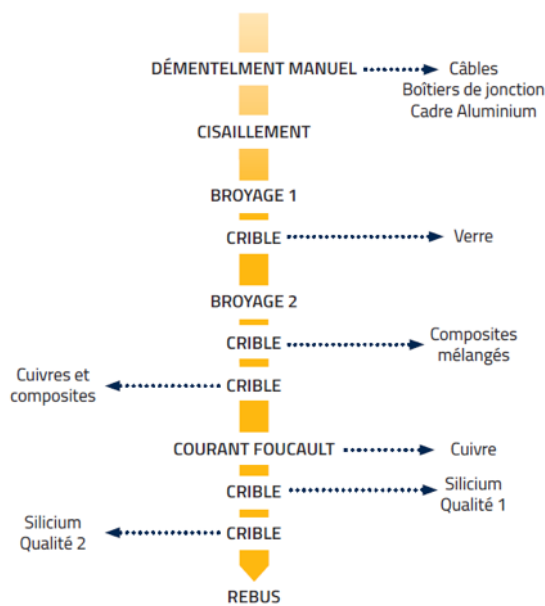 DÉMENTELMENT MANUEL
Câbles
Boîtiers de jonction
Cadre Aluminium
CISAILLEMENT
BROYAGE 1
CRIBLE
Verre
BROYAGE 2
CRIBLE
Composites
mélangés
Cuivres et
composites
CRIBLE
COURANT FOUCAULT
Cuivre
CRIBLE
Silicium
Qualité 1
Silicium
Qualité 2
CRIBLE
REBUS